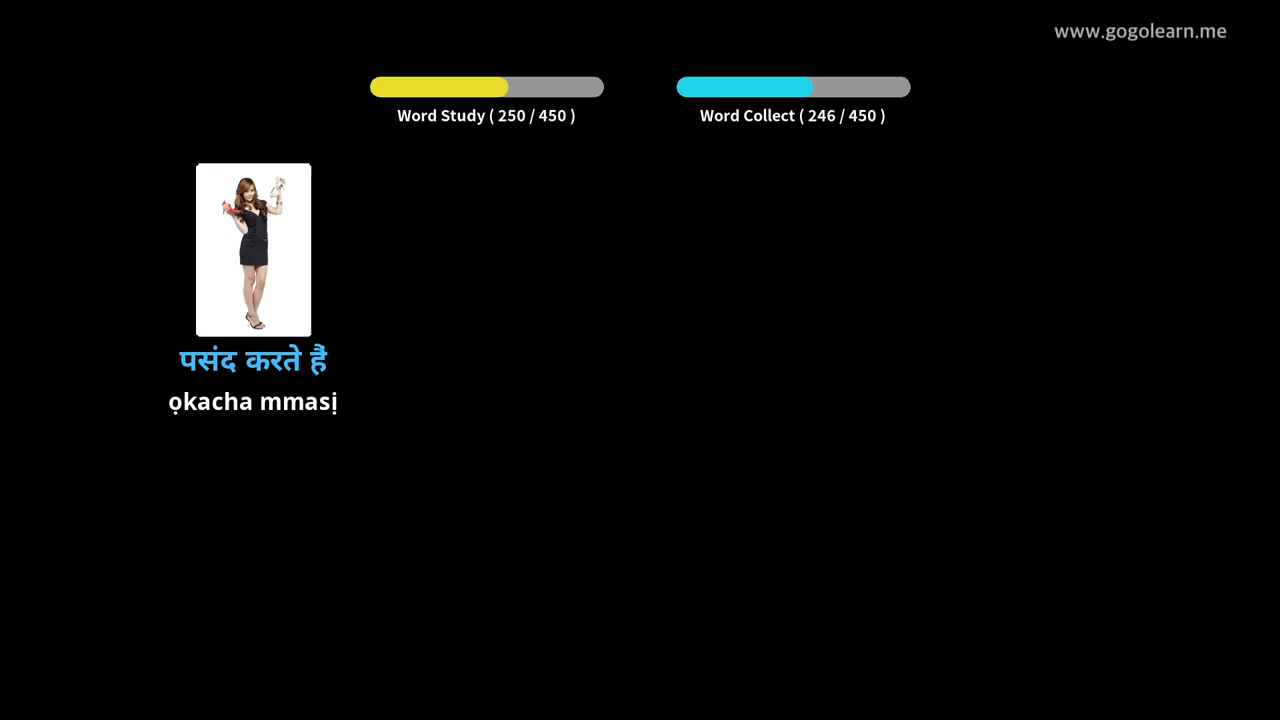 www.gogolearn.me
Word Study ( 250 / 450 )
Word Collect ( 246 / 450 )
पसंद करते हैं
ọkacha mmasị